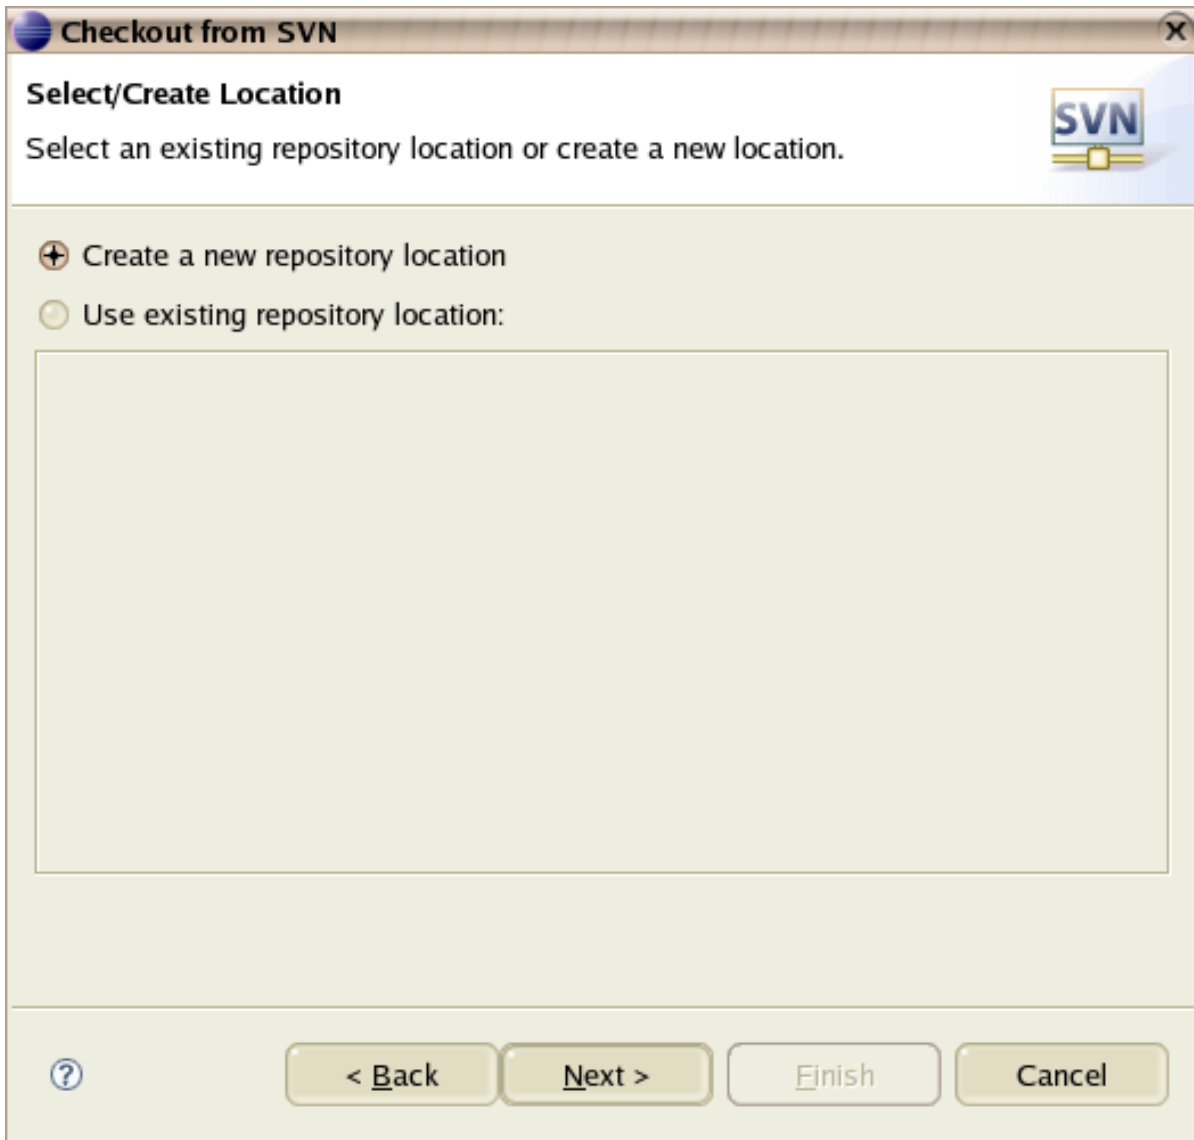 Checkout from SVN
Select/Create Location
Select an existing repository location or create a new location.
SVN
Create a new repository location
Use existing repository location:
?
< Back
Next >
Finish
Cancel